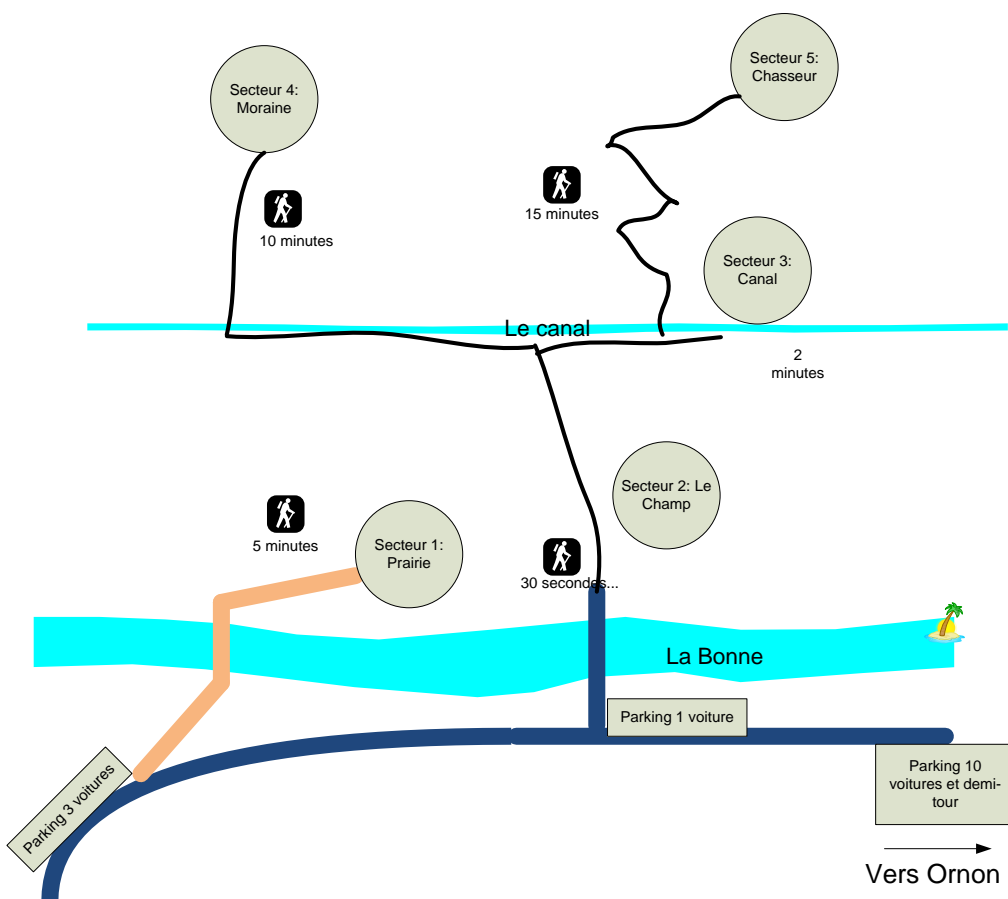 Secteur 5:
Chasseur
Secteur 4:
Moraine
15 minutes
10 minutes
Secteur 3:
Canal
Le canal
2
minutes
Secteur 2: Le
Champ
5 minutes
Secteur 1:
Prairie
30 secondes...
La Bonne
Parking 1 voiture
Parking 3 voitures
Parking 10
voitures et demi-
tour
Vers Ornon